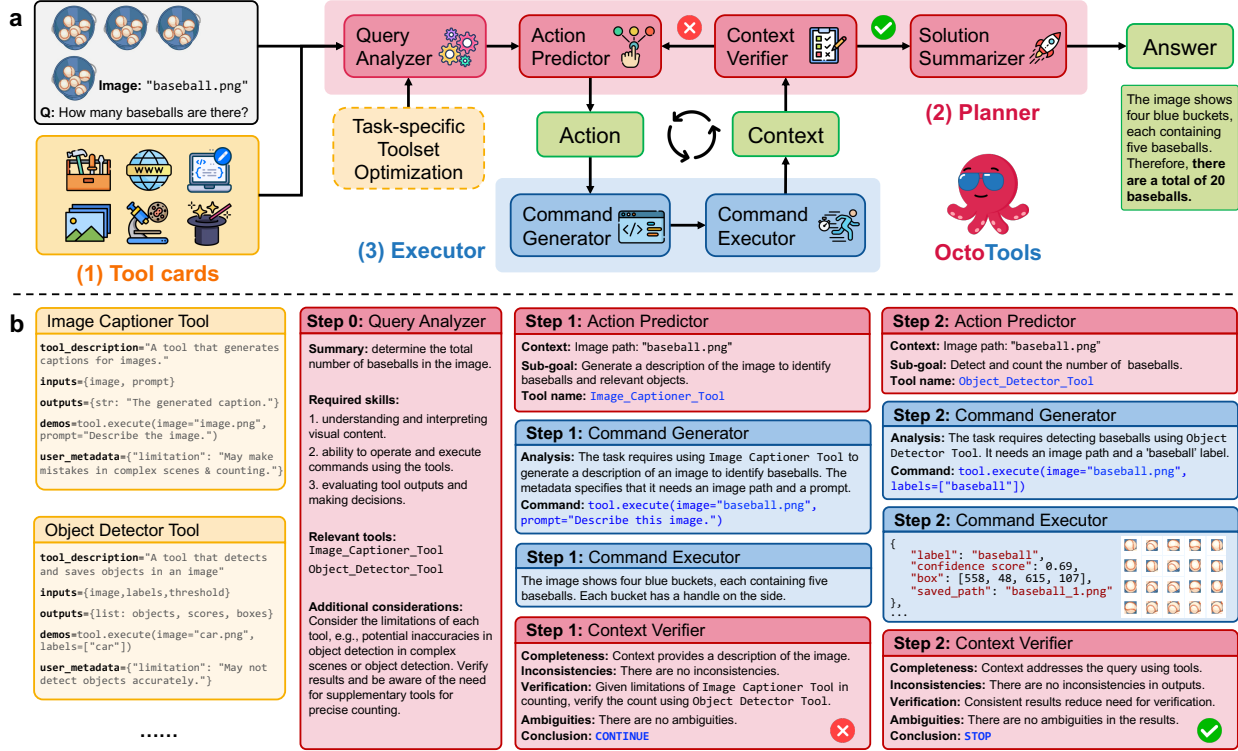 a
Image: "baseball.png"
Q: How many baseballs are there?
WWW
(1) Tool cards
Query
Analyzer
Action
Predictor
Context
Verifier
Solution
Summarizer
Answer
Task-specific
Toolset
Optimization
Action
Context
(2) Planner
Command
Generator
Command
Executor
(3) Executor
OctoTools
The image shows
four blue buckets,
each containing
five baseballs.
Therefore, there
are a total of 20
baseballs.
b
Image Captioner Tool
tool_description="A tool that generates
captions for images."
inputs={image, prompt}
outputs={str: "The generated caption."}
demos=tool.execute(image="image.png",
prompt="Describe the image.")
user_metadata={"limitation": "May make
mistakes in complex scenes & counting."}
Object Detector Tool
tool_description="A tool that detects
and saves objects in an image"
inputs={image,labels,threshold}
outputs={list: objects, scores, boxes}
demos=tool.execute(image="car.png",
labels=["car"])
user_metadata={"limitation": "May not
detect objects accurately."}
......
Step 0: Query Analyzer
Summary: determine the total
number of baseballs in the image.
Required skills:
1. understanding and interpreting
visual content.
2. ability to operate and execute
commands using the tools.
3. evaluating tool outputs and
making decisions.
Relevant tools:
Image_Captioner_Tool
Object_Detector_Tool
Additional considerations:
Consider the limitations of each
tool, e.g., potential inaccuracies in
object detection in complex
scenes or object detection. Verify
results and be aware of the need
for supplementary tools for
precise counting.
Step 1: Action Predictor
Context: Image path: "baseball.png"
Sub-goal: Generate a description of the image to identify
baseballs and relevant objects.
Tool name: Image_Captioner_Tool
Step 1: Command Generator
Analysis: The task requires using Image Captioner Tool to
generate a description of an image to identify baseballs. The
metadata specifies that it needs an image path and a prompt.
Command: tool.execute(image="baseball.png",
prompt="Describe this image.")
Step 1: Command Executor
The image shows four blue buckets, each containing five
baseballs. Each bucket has a handle on the side.
Step 1: Context Verifier
Completeness: Context provides a description of the image.
Inconsistencies: There are no inconsistencies.
Verification: Given limitations of Image Captioner Tool in
counting, verify the count using Object Detector Tool.
Ambiguities: There are no ambiguities.
Conclusion: CONTINUE
Step 2: Action Predictor
Context: Image path: "baseball.png"
Sub-goal: Detect and count the number of baseballs.
Tool name: Object_Detector_Tool
Step 2: Command Generator
Analysis: The task requires detecting baseballs using Object
Detector Tool. It needs an image path and a 'baseball' label.
Command: tool.execute(image="baseball.png",
labels=["baseball"])
Step 2: Command Executor
{
"label": "baseball",
"confidence score": 0.69,
"box": [558, 48, 615, 107],
"saved_path": "baseball_1.png"
},
...
Step 2: Context Verifier
Completeness: Context addresses the query using tools.
Inconsistencies: There are no inconsistencies in outputs.
Verification: Consistent results reduce need for verification.
Ambiguities: There are no ambiguities in the results.
Conclusion: STOP